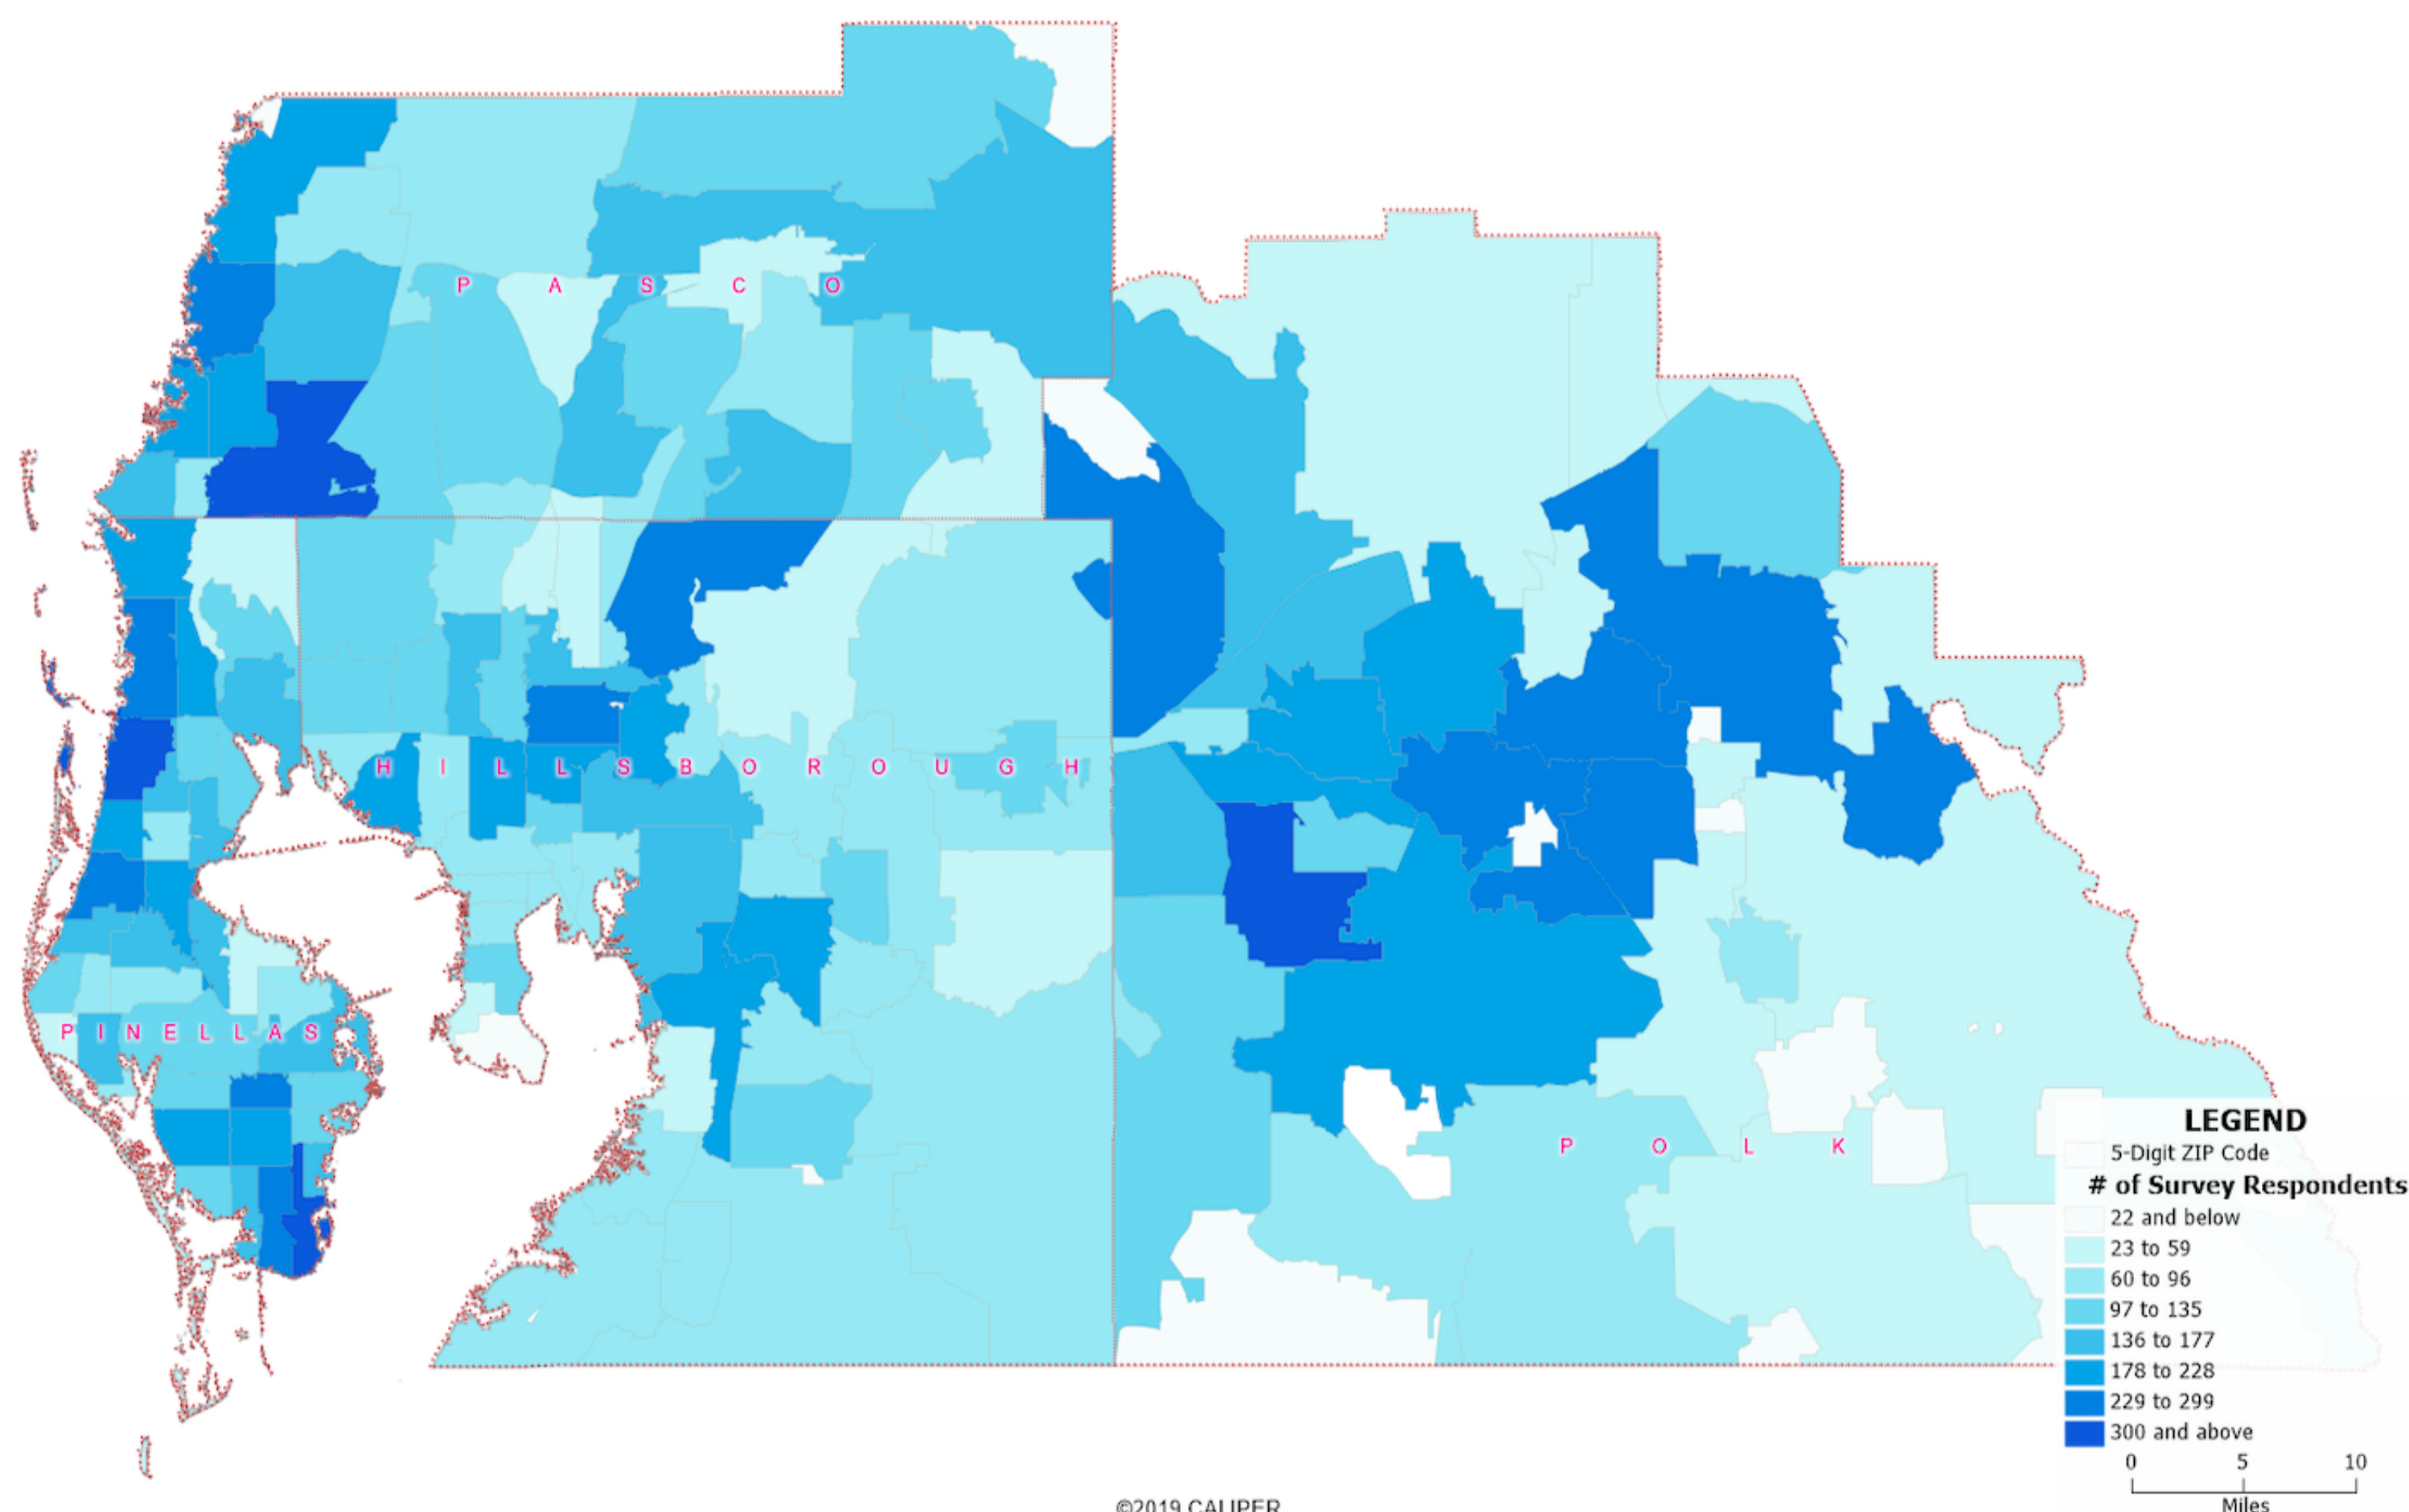 P A S C O
H I L L S B O R O U G H
P I N E L L A S
P O L K
LEGEND
5-Digit ZIP Code
# of Survey Respondents
22 and below
23 to 59
60 to 96
97 to 135
136 to 177
178 to 228
229 to 299
300 and above
0 5 10
Miles
©2019 CALIPER